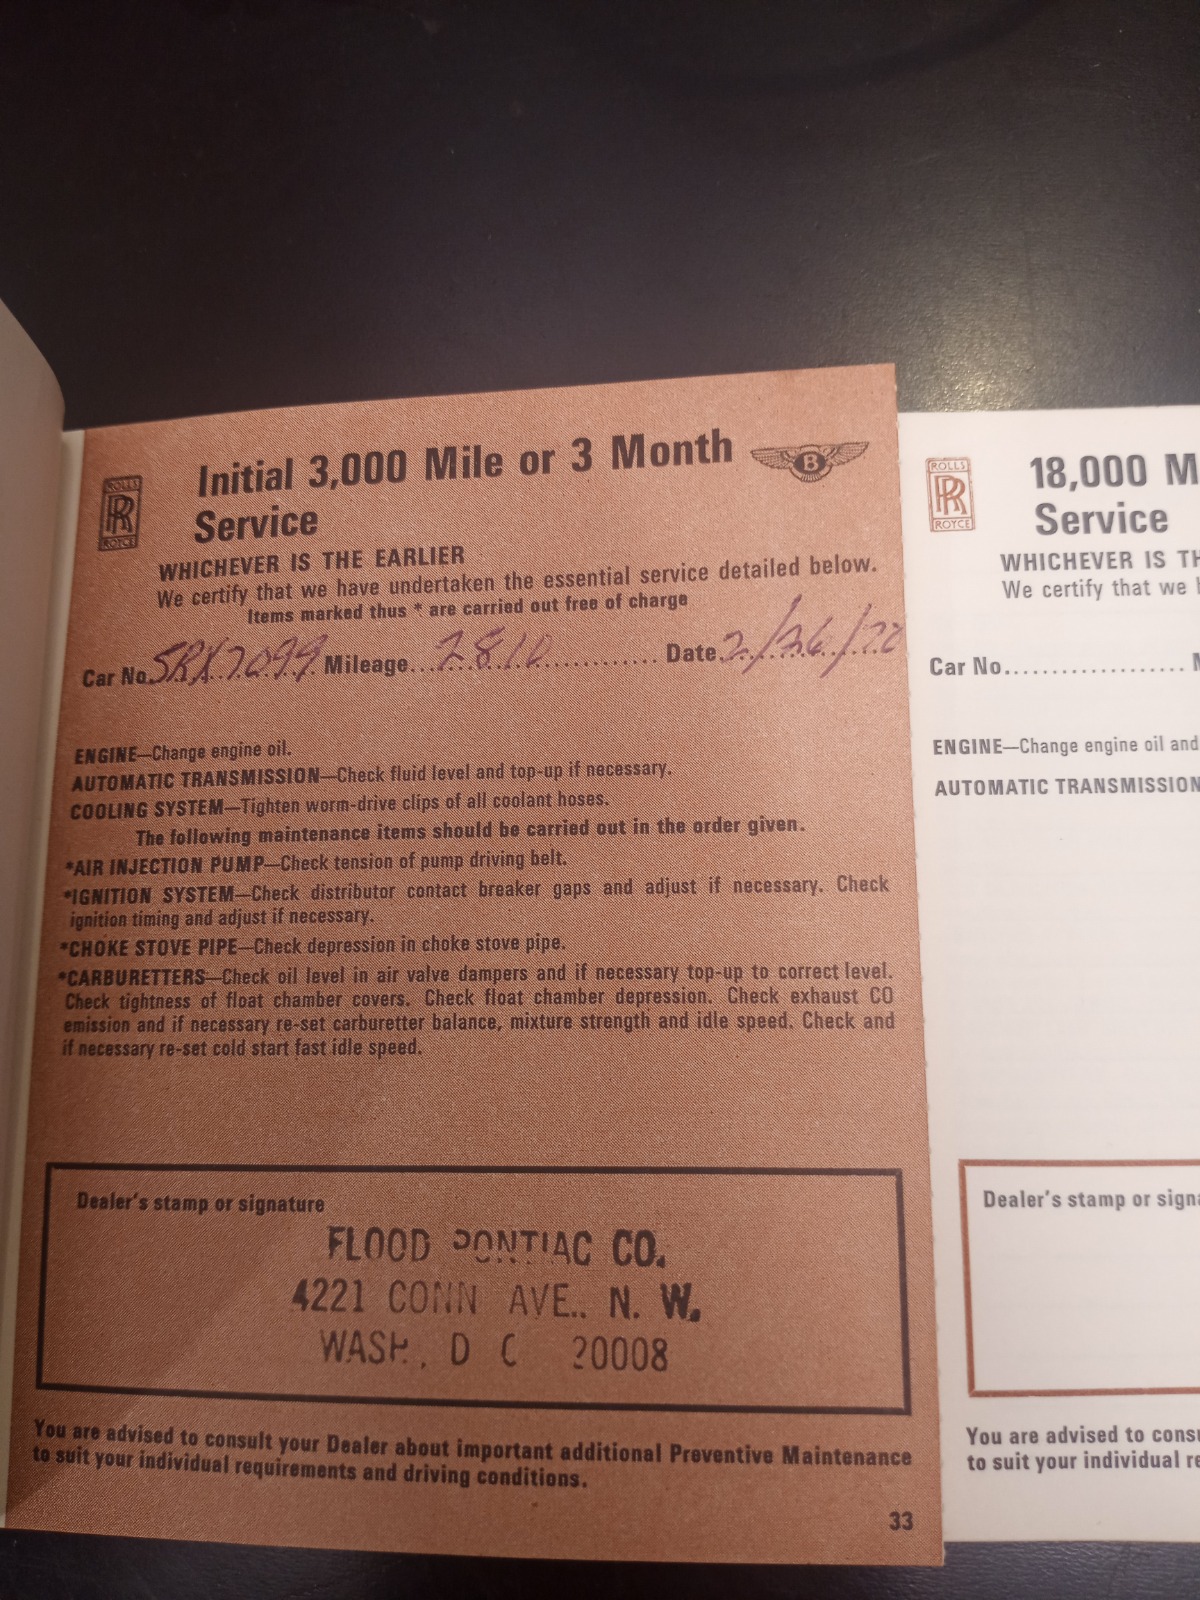 Initial 3,000 Mile or 3 Month
Service
ROLLS
RR
ROYCE
B
WHICHEVER IS THE EARLIER
We certify that we have undertaken the essential service detailed below.
Items marked thus * are carried out free of charge
Car No. SRX7099 Mileage...2810............. Date 2/26/70
ENGINE—Change engine oil.
AUTOMATIC TRANSMISSION—Check fluid level and top-up if necessary.
COOLING SYSTEM—Tighten worm-drive clips of all coolant hoses.
The following maintenance items should be carried out in the order given.
*AIR INJECTION PUMP—Check tension of pump driving belt.
*IGNITION SYSTEM—Check distributor contact breaker gaps and adjust if necessary. Check
ignition timing and adjust if necessary.
*CHOKE STOVE PIPE—Check depression in choke stove pipe.
*CARBURETTERS—Check oil level in air valve dampers and if necessary top-up to correct level.
Check tightness of float chamber covers. Check float chamber depression. Check exhaust CO
emission and if necessary re-set carburetter balance, mixture strength and idle speed. Check and
if necessary re-set cold start fast idle speed.
Dealer's stamp or signature
FLOOD PONTIAC CO.
4221 CONN AVE., N. W.
WASH, D C 20008
You are advised to consult your Dealer about important additional Preventive Maintenance
to suit your individual requirements and driving conditions.
33
ROLLS
RR
ROYCE
18,000 M
Service
WHICHEVER IS TH
We certify that we h
Car No..................
ENGINE—Change engine oil and
AUTOMATIC TRANSMISSION
Dealer's stamp or signa
You are advised to consu
to suit your individual re